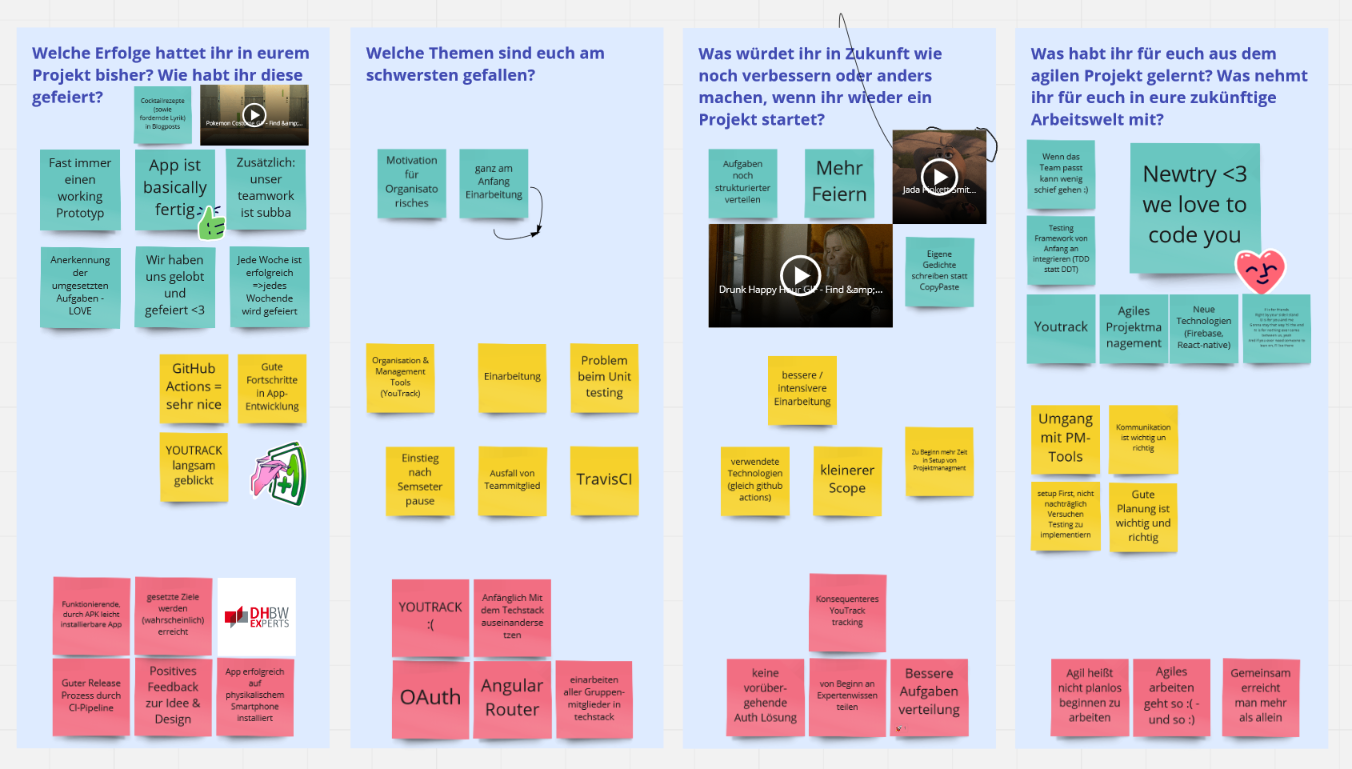 Welche Erfolge hattet ihr in eurem
Projekt bisher? Wie habt ihr diese
gefeiert?
Cocktailrezepte
(sowie
fordernde Lyrik)
in Blogposts
Pokemon Costume GIF - Find &amp;...
Fast immer
einen
working
Prototyp
App ist
basically
fertig
Zusätzlich:
unser
teamwork
ist subba
Anerkennung
der
umgesetzten
Aufgaben -
LOVE
Wir haben
uns gelobt
und
gefeiert <3
Jede Woche ist
erfolgreich
=>jedes
Wochende
wird gefeiert
GitHub
Actions =
sehr nice
Gute
Fortschritte
in App-
Entwicklung
YOUTRACK
langsam
geblickt
+1
Funktionierende,
durch APK leicht
installierbare App
gesetzte Ziele
werden
(wahrscheinlich)
erreicht
DHBW
EXPERTS
Guter Release
Prozess durch
CI-Pipeline
Positives
Feedback
zur Idee &
Design
App erfolgreich
auf
physikalischem
Smartphone
installiert
Welche Themen sind euch am
schwersten gefallen?
Motivation
für
Organisato
risches
ganz am
Anfang
Einarbeitung
Organisation &
Management
Tools
(YouTrack)
Einarbeitung
Problem
beim Unit
testing
Einstieg
nach
Semseter
pause
Ausfall von
Teammitglied
TravisCI
YOUTRACK
:(
Anfänglich Mit
dem Techstack
auseinanderse
tzen
OAuth
Angular
Router
einarbeiten
aller Gruppen-
mitglieder in
techstack
Was würdet ihr in Zukunft wie
noch verbessern oder anders
machen, wenn ihr wieder ein
Projekt startet?
Aufgaben
noch
strukturierter
verteilen
Mehr
Feiern
Jada Pinkett Smit...
Drunk Happy Hour GIF - Find &amp;...
Eigene
Gedichte
schreiben statt
CopyPaste
bessere /
intensivere
Einarbeitung
verwendete
Technologien
(gleich github
actions)
kleinerer
Scope
Zu Beginn mehr Zeit
in Setup von
Projektmanagment
Konsequenteres
YouTrack
tracking
keine
vorüber-
gehende
Auth Lösung
von Beginn an
Expertenwissen
teilen
Bessere
Aufgaben
verteilung
Was habt ihr für euch aus dem
agilen Projekt gelernt? Was nehmt
ihr für euch in eure zukünftige
Arbeitswelt mit?
Wenn das
Team passt
kann wenig
schief gehen :)
Newtry <3
we love to
code you
Testing
Framework von
Anfang an
integrieren (TDD
statt DDT)
Youtrack
Agiles
Projektma
nagement
Neue
Technologien
(Firebase,
React-native)
Umgang
mit PM-
Tools
Kommunikation
ist wichtig un
richtig
setup First, nicht
nachträglich
Versuchen
Testing zu
implementiern
Gute
Planung ist
wichtig und
richtig
Agil heißt
nicht planlos
beginnen zu
arbeiten
Agiles
arbeiten
geht so :( -
und so :)
Gemeinsam
erreicht
man mehr
als allein